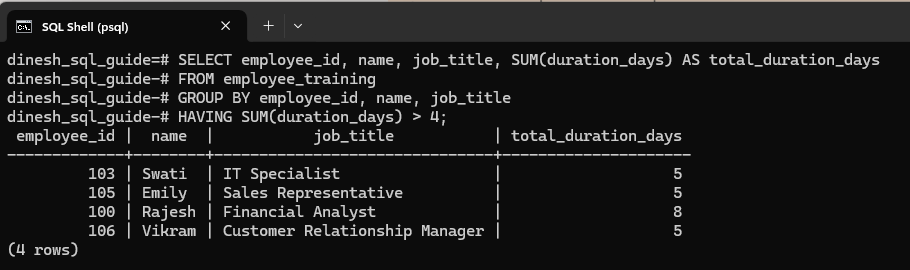 SQL Shell (psql)
dinesh_sql_guide=# SELECT employee_id, name, job_title, SUM(duration_days) AS total_duration_days
dinesh_sql_guide-# FROM employee_training
dinesh_sql_guide-# GROUP BY employee_id, name, job_title
dinesh_sql_guide-# HAVING SUM(duration_days) > 4;
 employee_id |  name  |          job_title            | total_duration_days
-------------+--------+-------------------------------+---------------------
         103 | Swati  | IT Specialist                 |                   5
         105 | Emily  | Sales Representative          |                   5
         100 | Rajesh | Financial Analyst             |                   8
         106 | Vikram | Customer Relationship Manager |                   5
(4 rows)